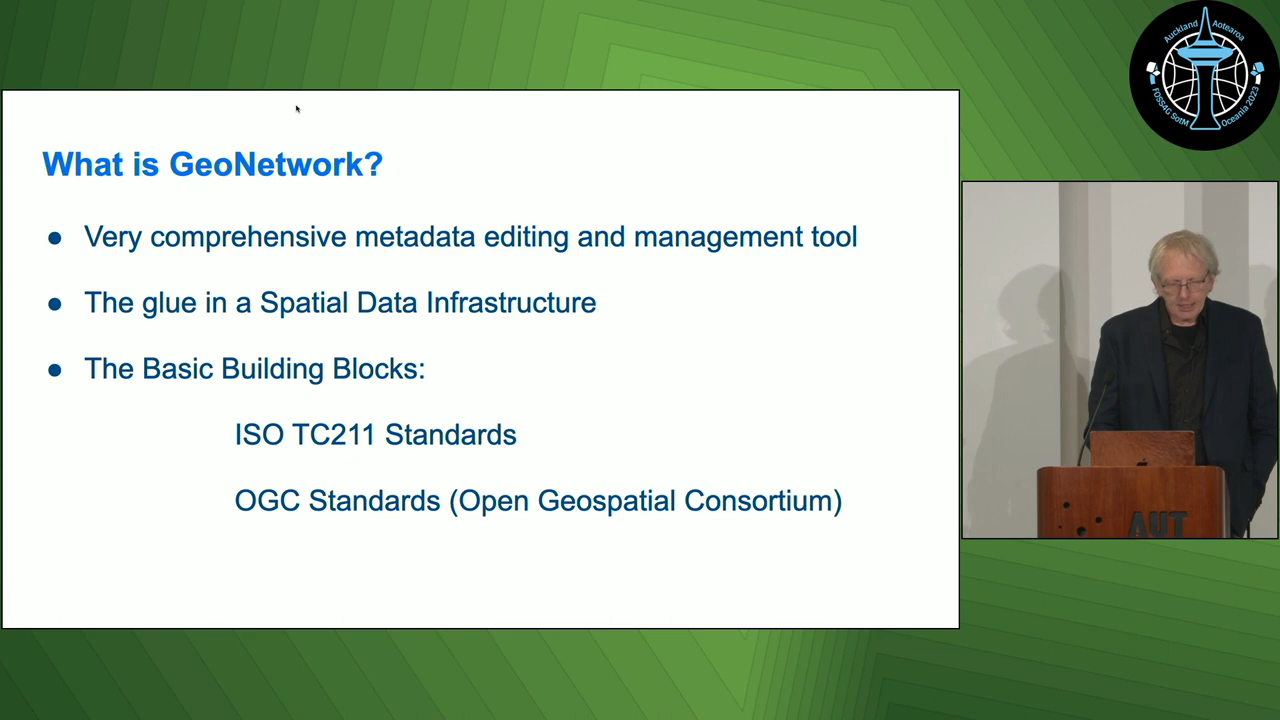 What is GeoNetwork?
● Very comprehensive metadata editing and management tool
● The glue in a Spatial Data Infrastructure
● The Basic Building Blocks:
ISO TC211 Standards
OGC Standards (Open Geospatial Consortium)
Auckland Aotearoa
FOSS4G SotM Oceania 2023
AUT